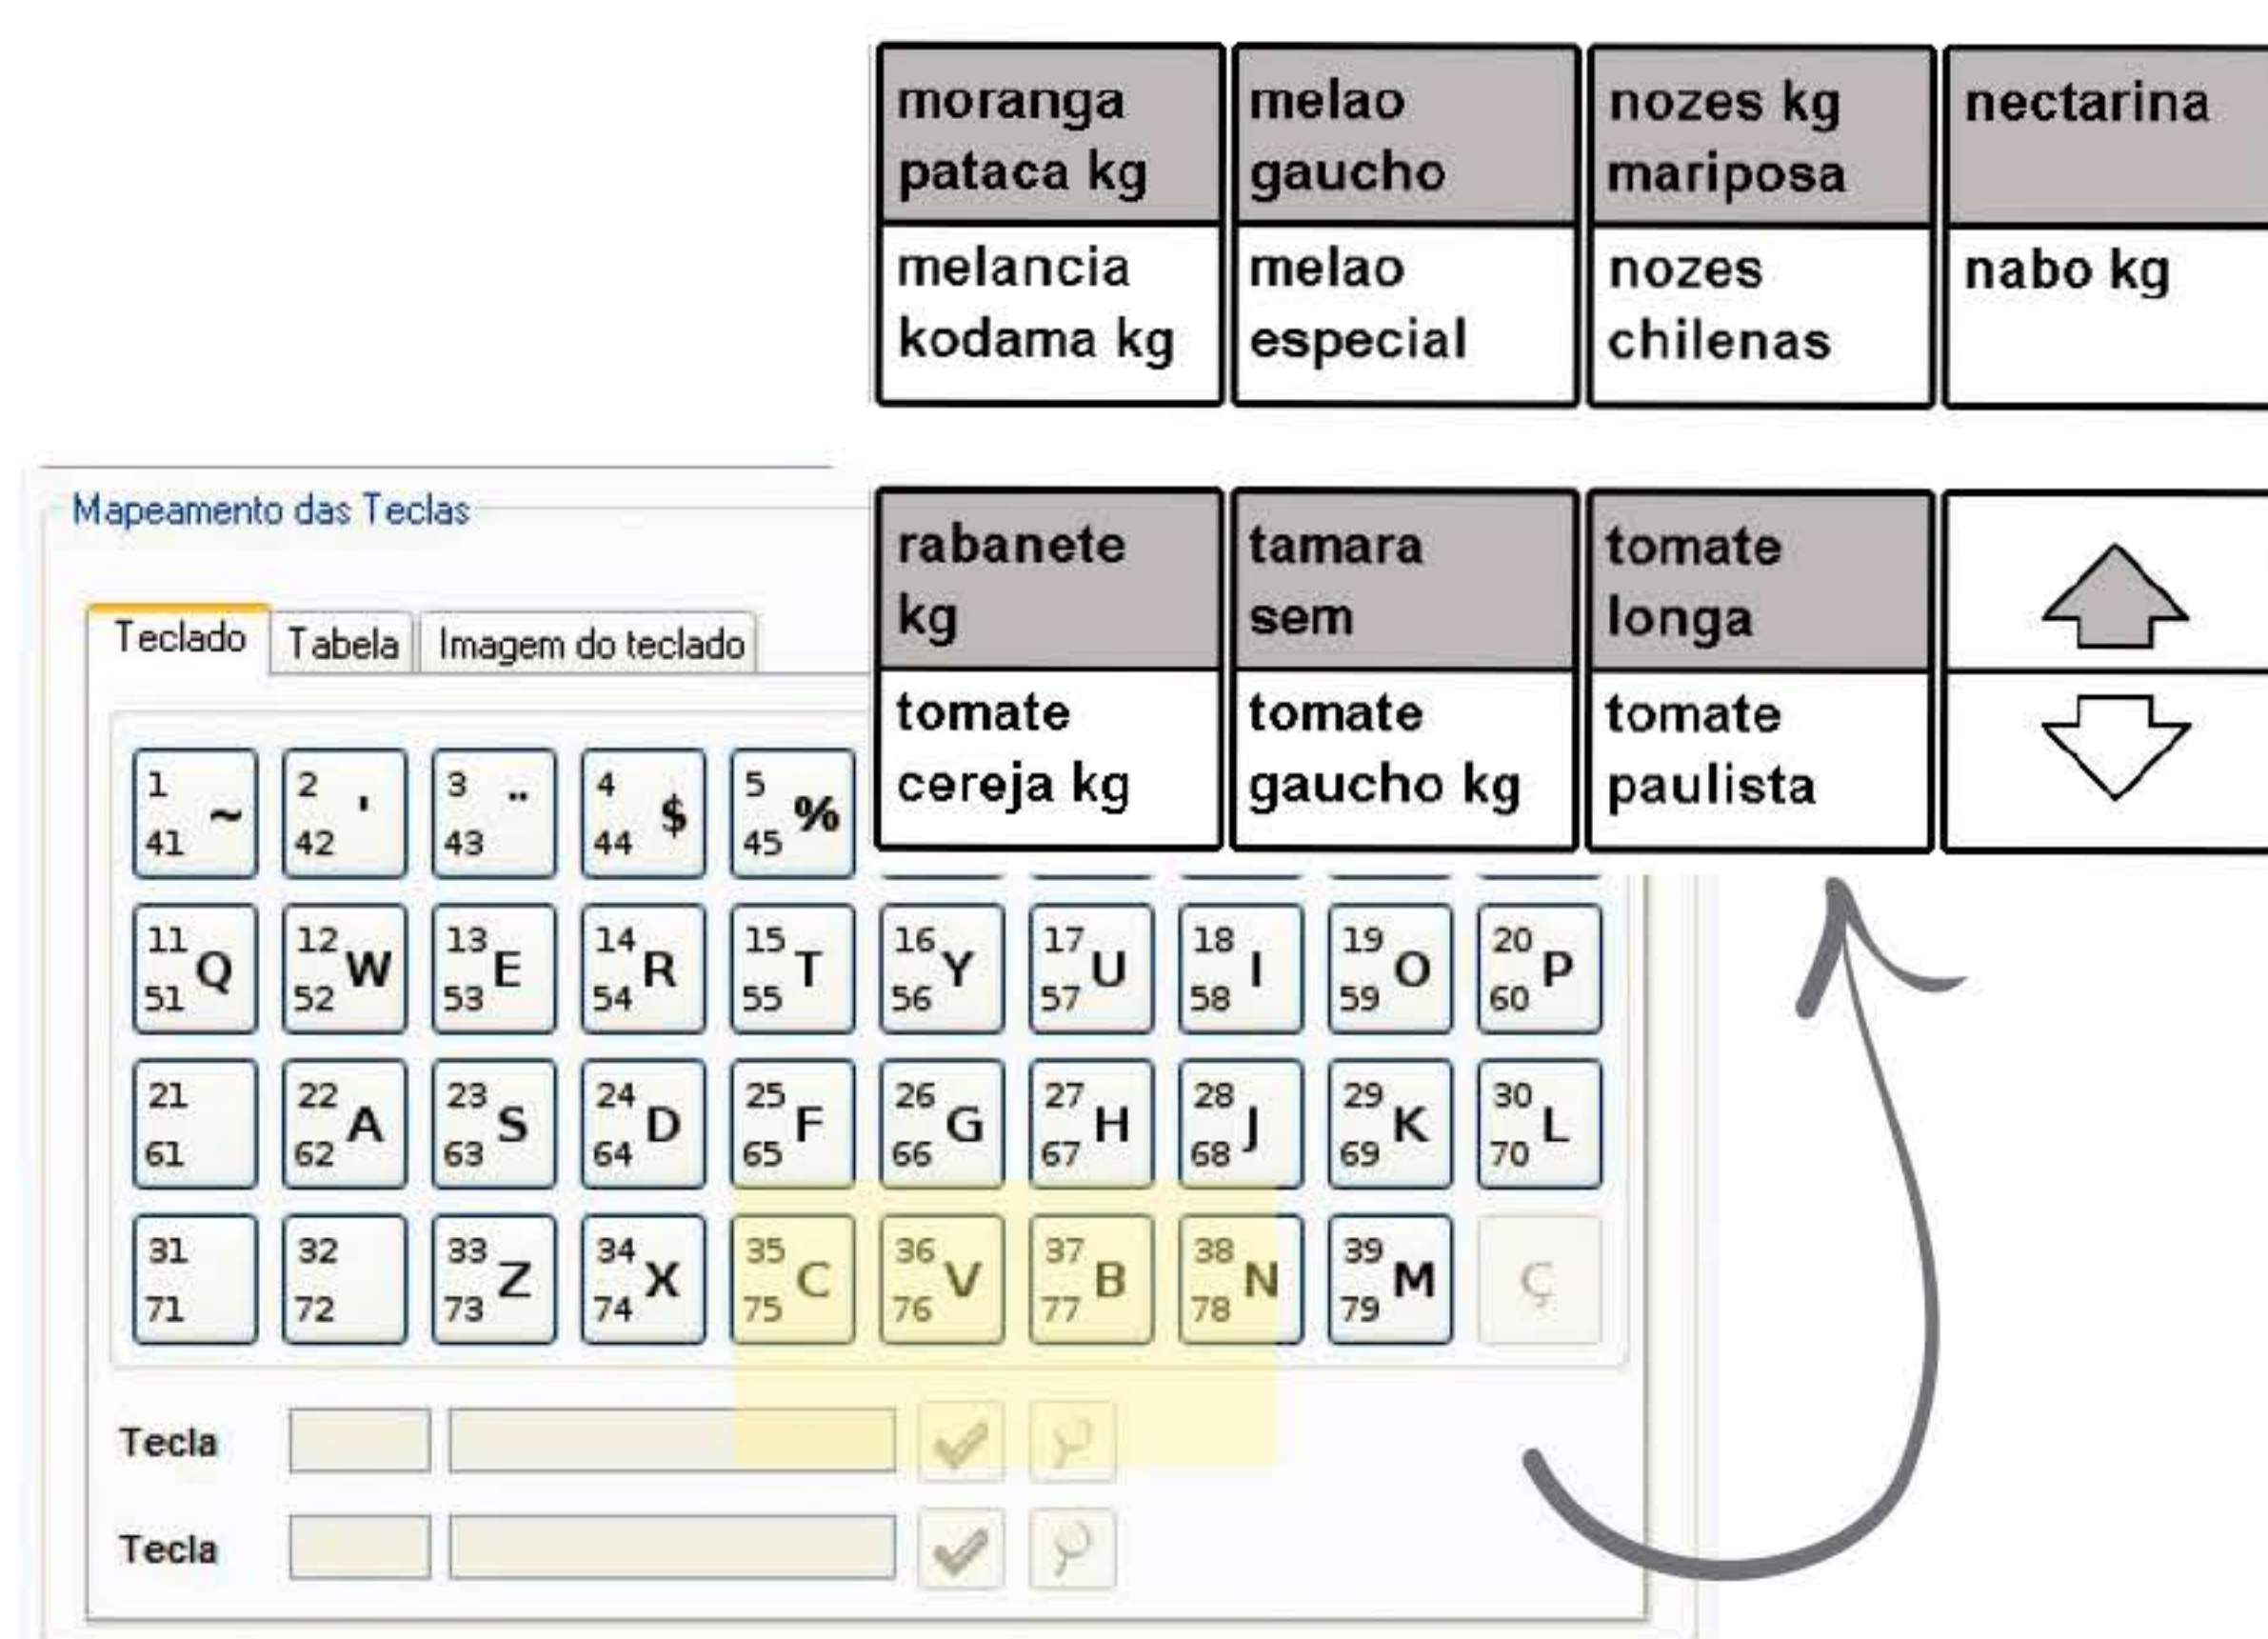 moranga
pataca kg
melao
gaucho
nozes kg
mariposa
nectarina
melancia
kodama kg
melao
especial
nozes
chilenas
nabo kg
rabanete
kg
tamara
sem
tomate
longa
tomate
cereja kg
tomate
gaucho kg
tomate
paulista
Mapeamento das Teclas
Teclado Tabela Imagem do teclado
1 ~ 41
2 ' 42
3 ¨ 43
4 $ 44
5 % 45
11 Q 51
12 W 52
13 E 53
14 R 54
15 T 55
16 Y 56
17 U 57
18 I 58
19 O 59
20 P 60
21 61
22 A 62
23 S 63
24 D 64
25 F 65
26 G 66
27 H 67
28 J 68
29 K 69
30 L 70
31 71
32 72
33 Z 73
34 X 74
35 C 75
36 V 76
37 B 77
38 N 78
39 M 79
Ç
Tecla
Tecla